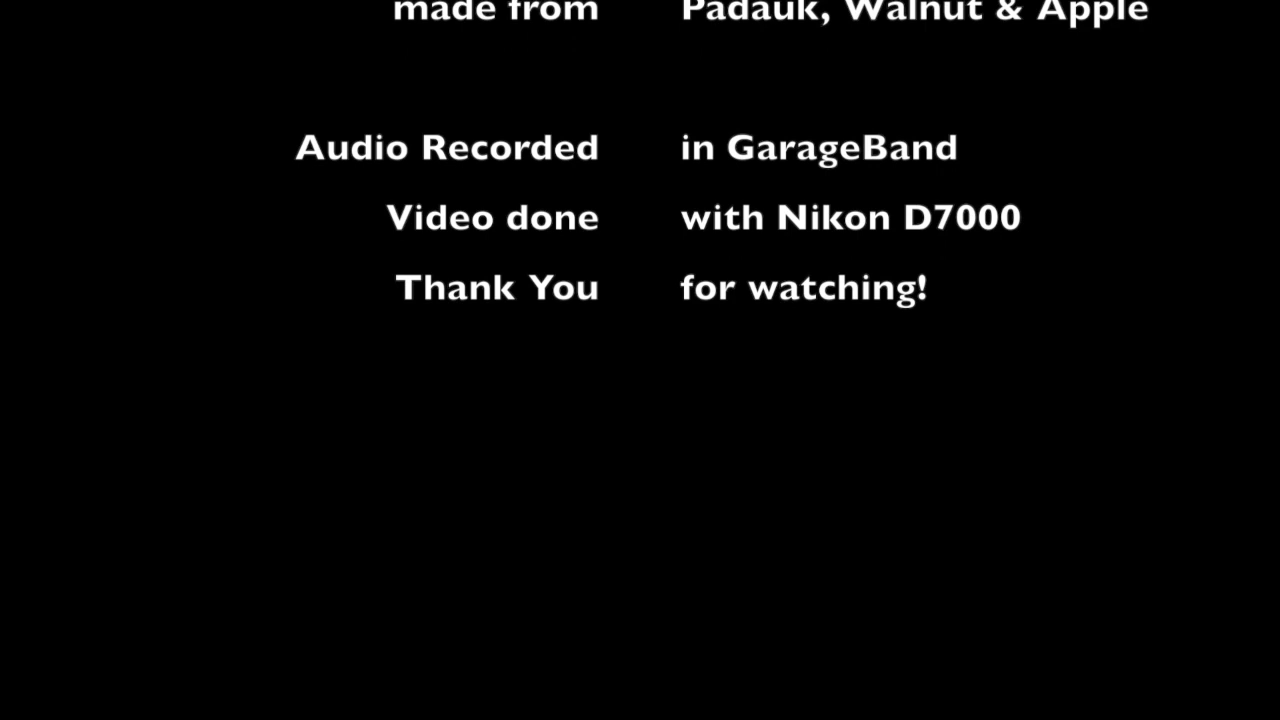 made from Padauk, Walnut & Apple
Audio Recorded in GarageBand
Video done with Nikon D7000
Thank You for watching!